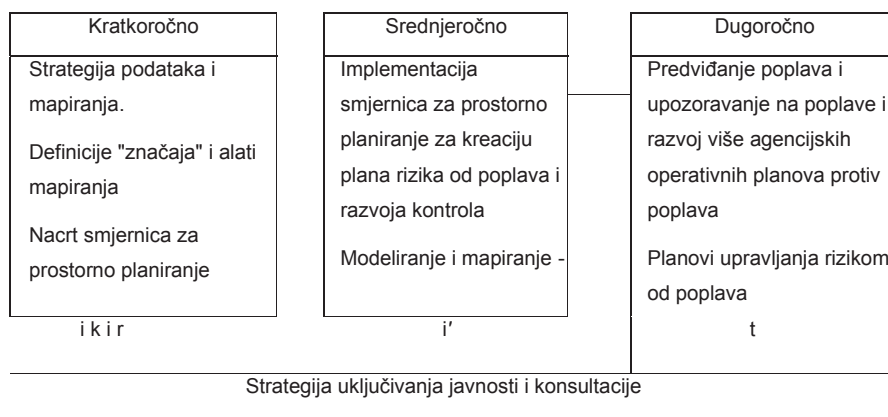 Kratkoročno
Strategija podataka i
mapiranja.
Definicije "značaja" i alati
mapiranja
Nacrt smjernica za
prostorno planiranje
i k i r
Srednjeročno
Implementacija
smjernica za prostorno
planiranje za kreaciju
plana rizika od poplava i
razvoja kontrola
Modeliranje i mapiranje -
i'
Dugoročno
Predviđanje poplava i
upozoravanje na poplave i
razvoj više agencijskih
operativnih planova protiv
poplava
Planovi upravljanja rizikom
od poplava
t
Strategija uključivanja javnosti i konsultacije